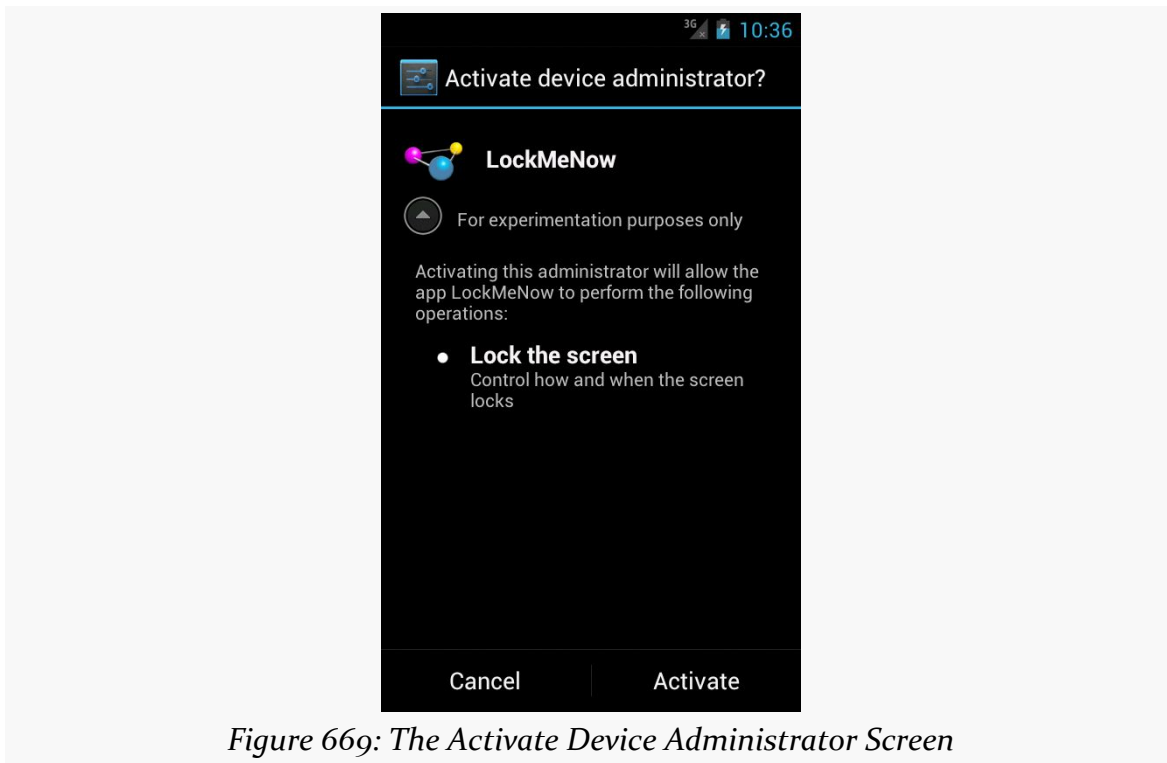 3G
10:36
Activate device administrator?
LockMeNow
For experimentation purposes only
Activating this administrator will allow the
app LockMeNow to perform the following
operations:
Lock the screen
Control how and when the screen
locks
Cancel
Activate
Figure 669: The Activate Device Administrator Screen